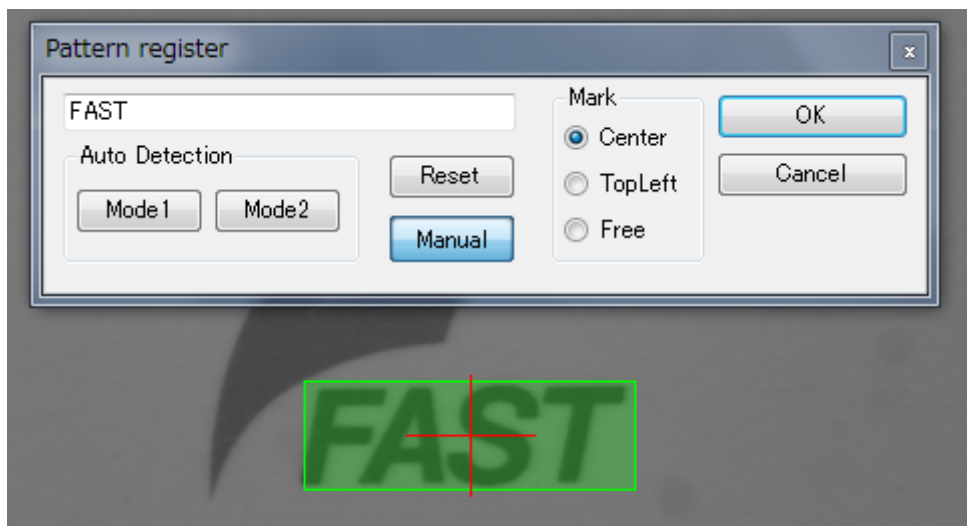 Pattern register
x
FAST
Auto Detection
Mode1 Mode2
Reset
Manual
Mark
Center
TopLeft
Free
OK
Cancel
FAST